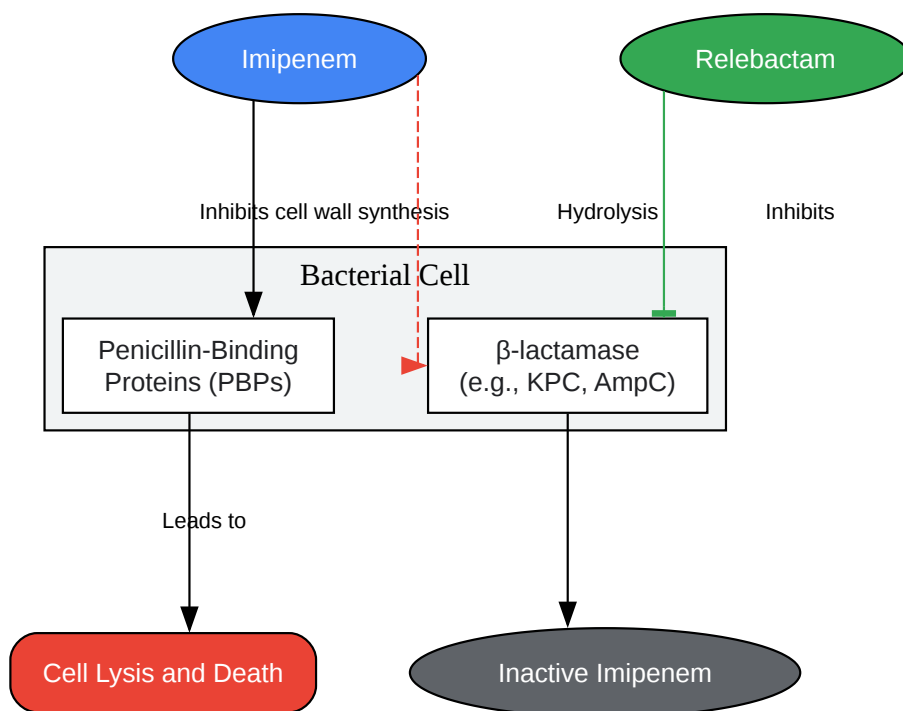 Imipenem
Relebactam
Inhibits cell wall synthesis
Hydrolysis
Inhibits
Bacterial Cell
Penicillin-Binding
Proteins (PBPs)
β-lactamase
(e.g., KPC, AmpC)
Leads to
Cell Lysis and Death
Inactive Imipenem